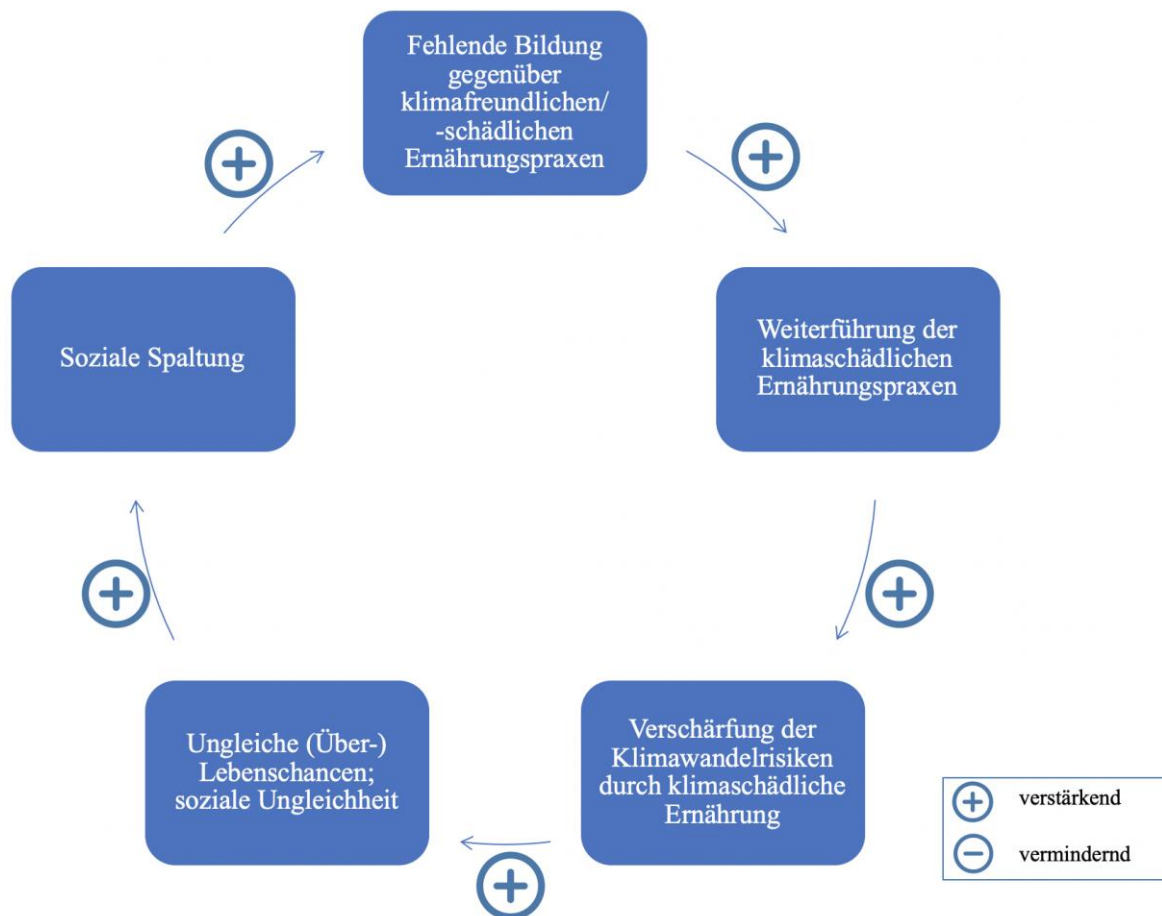 Fehlende Bildung
gegenüber
klimafreundlichen/
-schädlichen
Ernährungspraxen
Weiterführung der
klimaschädlichen
Ernährungspraxen
Verschärfung der
Klimawandelrisiken
durch klimaschädliche
Ernährung
Ungleiche (Über-)
Lebenschancen;
soziale Ungleichheit
Soziale Spaltung
verstärkend
vermindernd